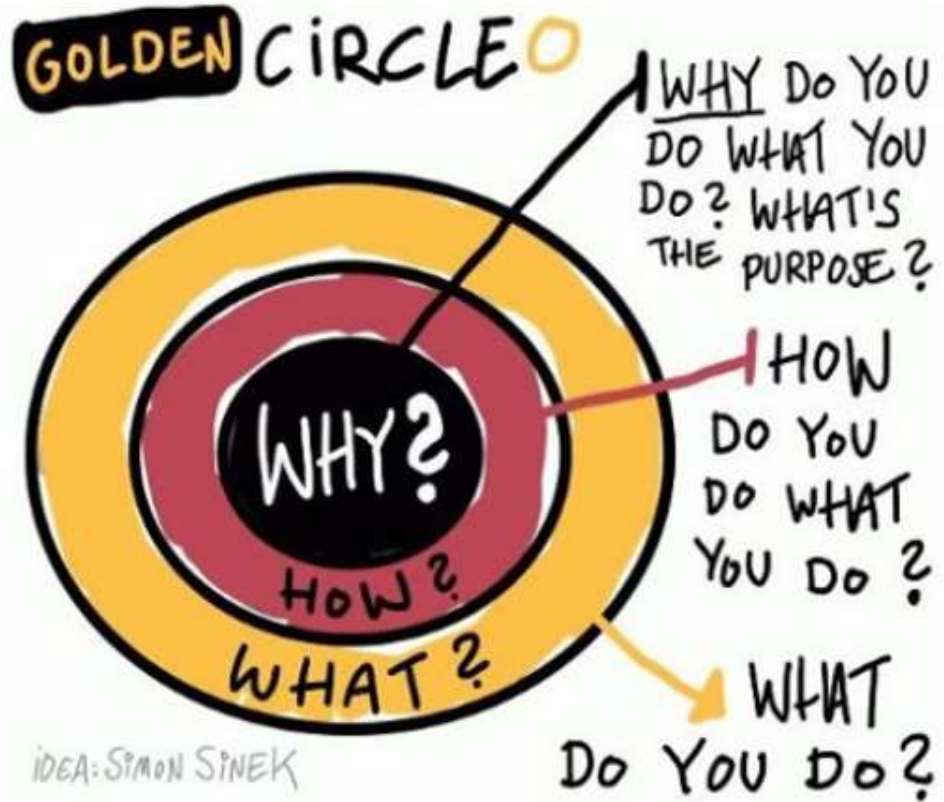 GOLDEN CiRCLE
WHY DO YOU
DO WHAT YOU
DO? WHAT'S
THE PURPOSE?
HOW
DO YOU
DO WHAT
YOU DO?
WHAT
DO YOU DO?
WHY?
HOW?
WHAT?
iDEA: SiMON SiNEK